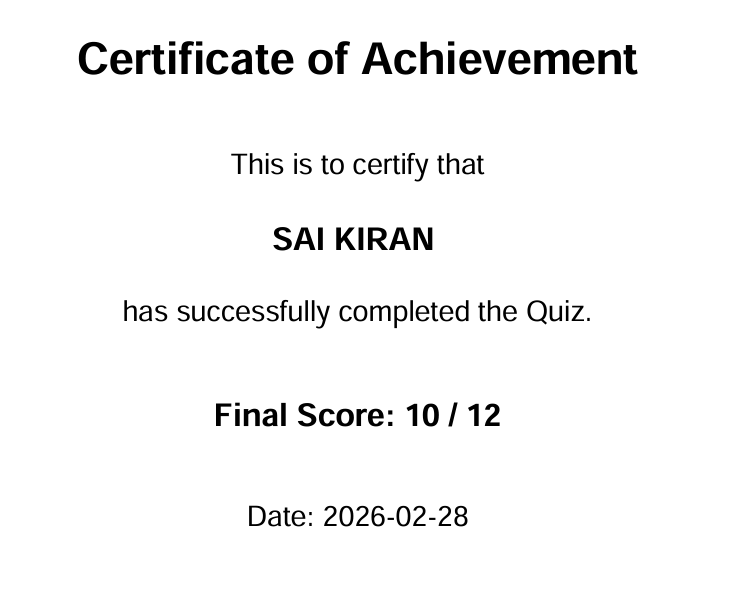 Certificate of Achievement
This is to certify that
SAI KIRAN
has successfully completed the Quiz.
Final Score: 10 / 12
Date: 2026-02-28